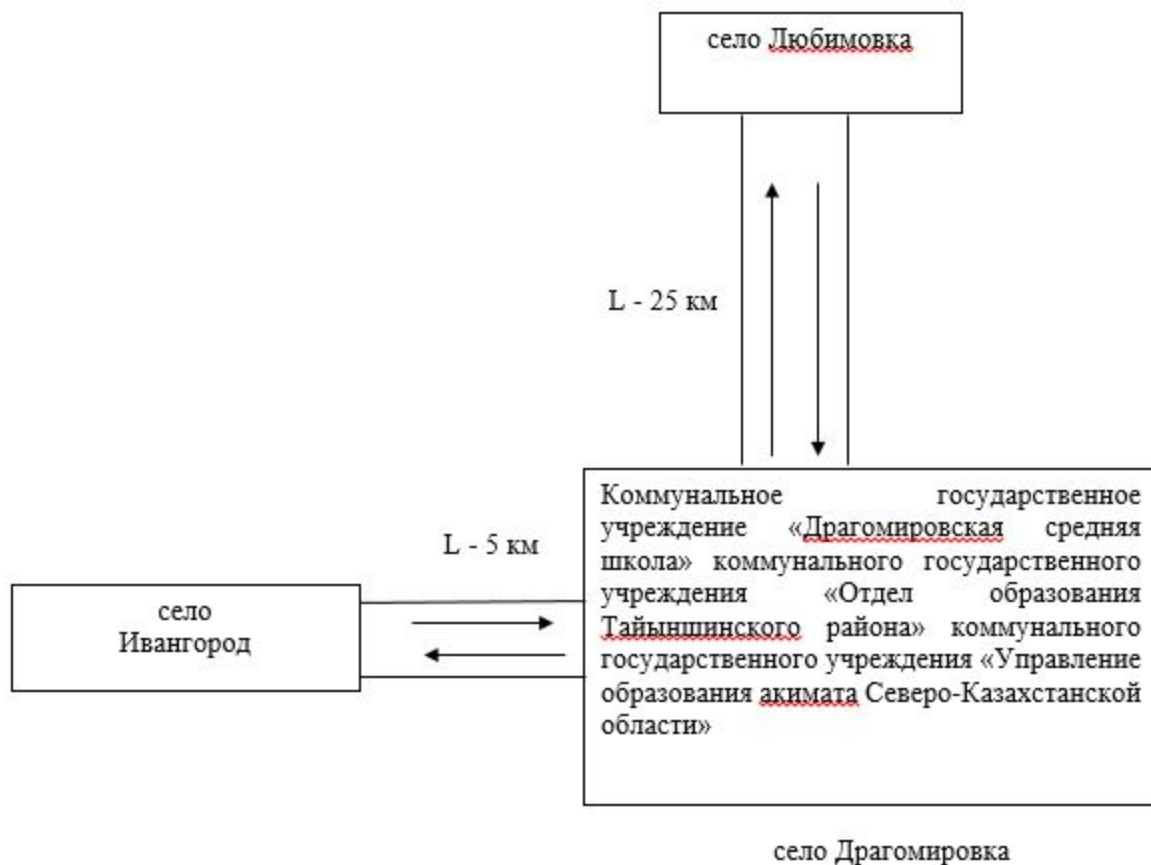 село Любимовка
L - 25 км
Коммунальное государственное
учреждение «Драгомировская средняя
школа» коммунального государственного
учреждения «Отдел образования
Тайыншинского района» коммунального
государственного учреждения «Управление
образования акимата Северо-Казахстанской
области»
L - 5 км
село
Ивангород
село Драгомировка